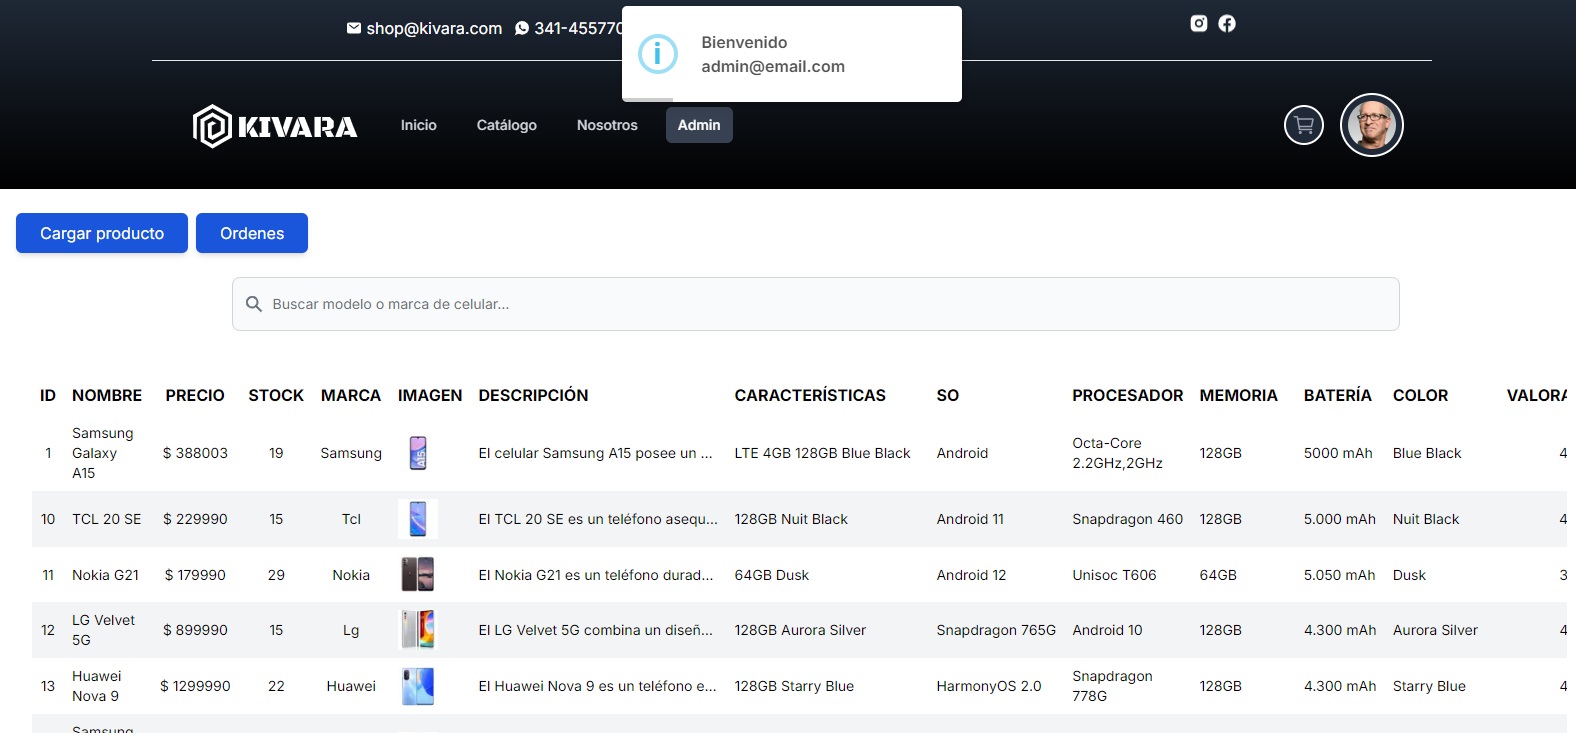 shop@kivara.com 341-455770
Bienvenido
admin@email.com
KIVARA Inicio Catálogo Nosotros Admin
Cargar producto Ordenes
Buscar modelo o marca de celular...
ID NOMBRE PRECIO STOCK MARCA IMAGEN DESCRIPCIÓN CARACTERÍSTICAS SO PROCESADOR MEMORIA BATERÍA COLOR VALORA
Samsung
Galaxy
A15
1 $ 388003 19 Samsung El celular Samsung A15 posee un ... LTE 4GB 128GB Blue Black Android
Octa-Core
2.2GHz,2GHz
128GB 5000 mAh Blue Black 4
10 TCL 20 SE $ 229990 15 Tcl El TCL 20 SE es un teléfono asequ... 128GB Nuit Black Android 11 Snapdragon 460 128GB 5.000 mAh Nuit Black 4
11 Nokia G21 $ 179990 29 Nokia El Nokia G21 es un teléfono durad... 64GB Dusk Android 12 Unisoc T606 64GB 5.050 mAh Dusk 3
LG Velvet
5G
12 $ 899990 15 Lg El LG Velvet 5G combina un diseñ... 128GB Aurora Silver Snapdragon 765G Android 10 128GB 4.300 mAh Aurora Silver 4
Huawei
Nova 9
13 $ 1299990 22 Huawei El Huawei Nova 9 es un teléfono e... 128GB Starry Blue HarmonyOS 2.0
Snapdragon
778G
128GB 4.300 mAh Starry Blue 4
Samsung